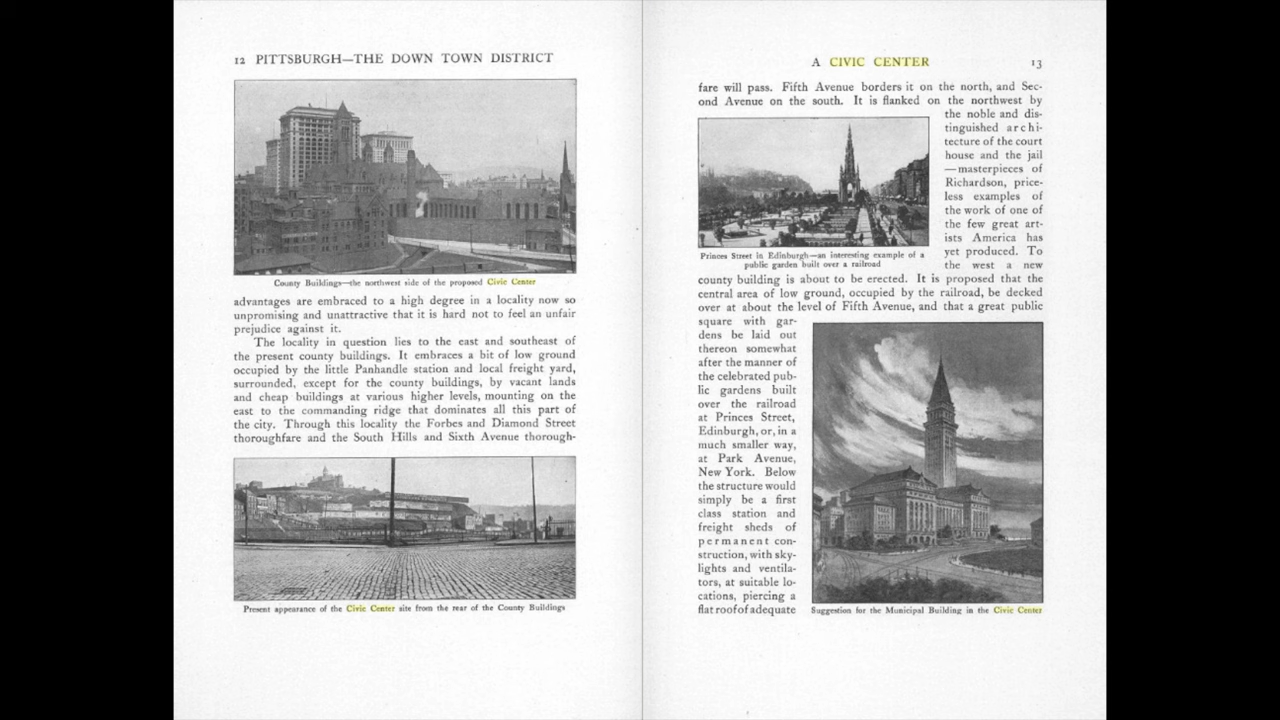 12 PITTSBURGH—THE DOWN TOWN DISTRICT
County Buildings—the northwest side of the proposed Civic Center
advantages are embraced to a high degree in a locality now so
unpromising and unattractive that it is hard not to feel an unfair
prejudice against it.
The locality in question lies to the east and southeast of
the present county buildings. It embraces a bit of low ground
occupied by the little Panhandle station and local freight yard,
surrounded, except for the county buildings, by vacant lands
and cheap buildings at various higher levels, mounting on the
east to the commanding ridge that dominates all this part of
the city. Through this locality the Forbes and Diamond Street
thoroughfare and the South Hills and Sixth Avenue thorough-
Present appearance of the Civic Center site from the rear of the County Buildings
A CIVIC CENTER 13
fare will pass. Fifth Avenue borders it on the north, and Sec-
ond Avenue on the south. It is flanked on the northwest by
the noble and dis-
tinguished archi-
tecture of the court
house and the jail
—masterpieces of
Richardson, price-
less examples of
the work of one of
the few great art-
ists America has
yet produced. To
the west a new
Princes Street in Edinburgh—an interesting example of a
public garden built over a railroad
county building is about to be erected. It is proposed that the
central area of low ground, occupied by the railroad, be decked
over at about the level of Fifth Avenue, and that a great public
square with gar-
dens be laid out
thereon somewhat
after the manner of
the celebrated pub-
lic gardens built
over the railroad
at Princes Street,
Edinburgh, or, in a
much smaller way,
at Park Avenue,
New York. Below
the structure would
simply be a first
class station and
freight sheds of
permanent con-
struction, with sky-
lights and ventila-
tors, at suitable lo-
cations, piercing a
flat roof of adequate
Suggestion for the Municipal Building in the Civic Center